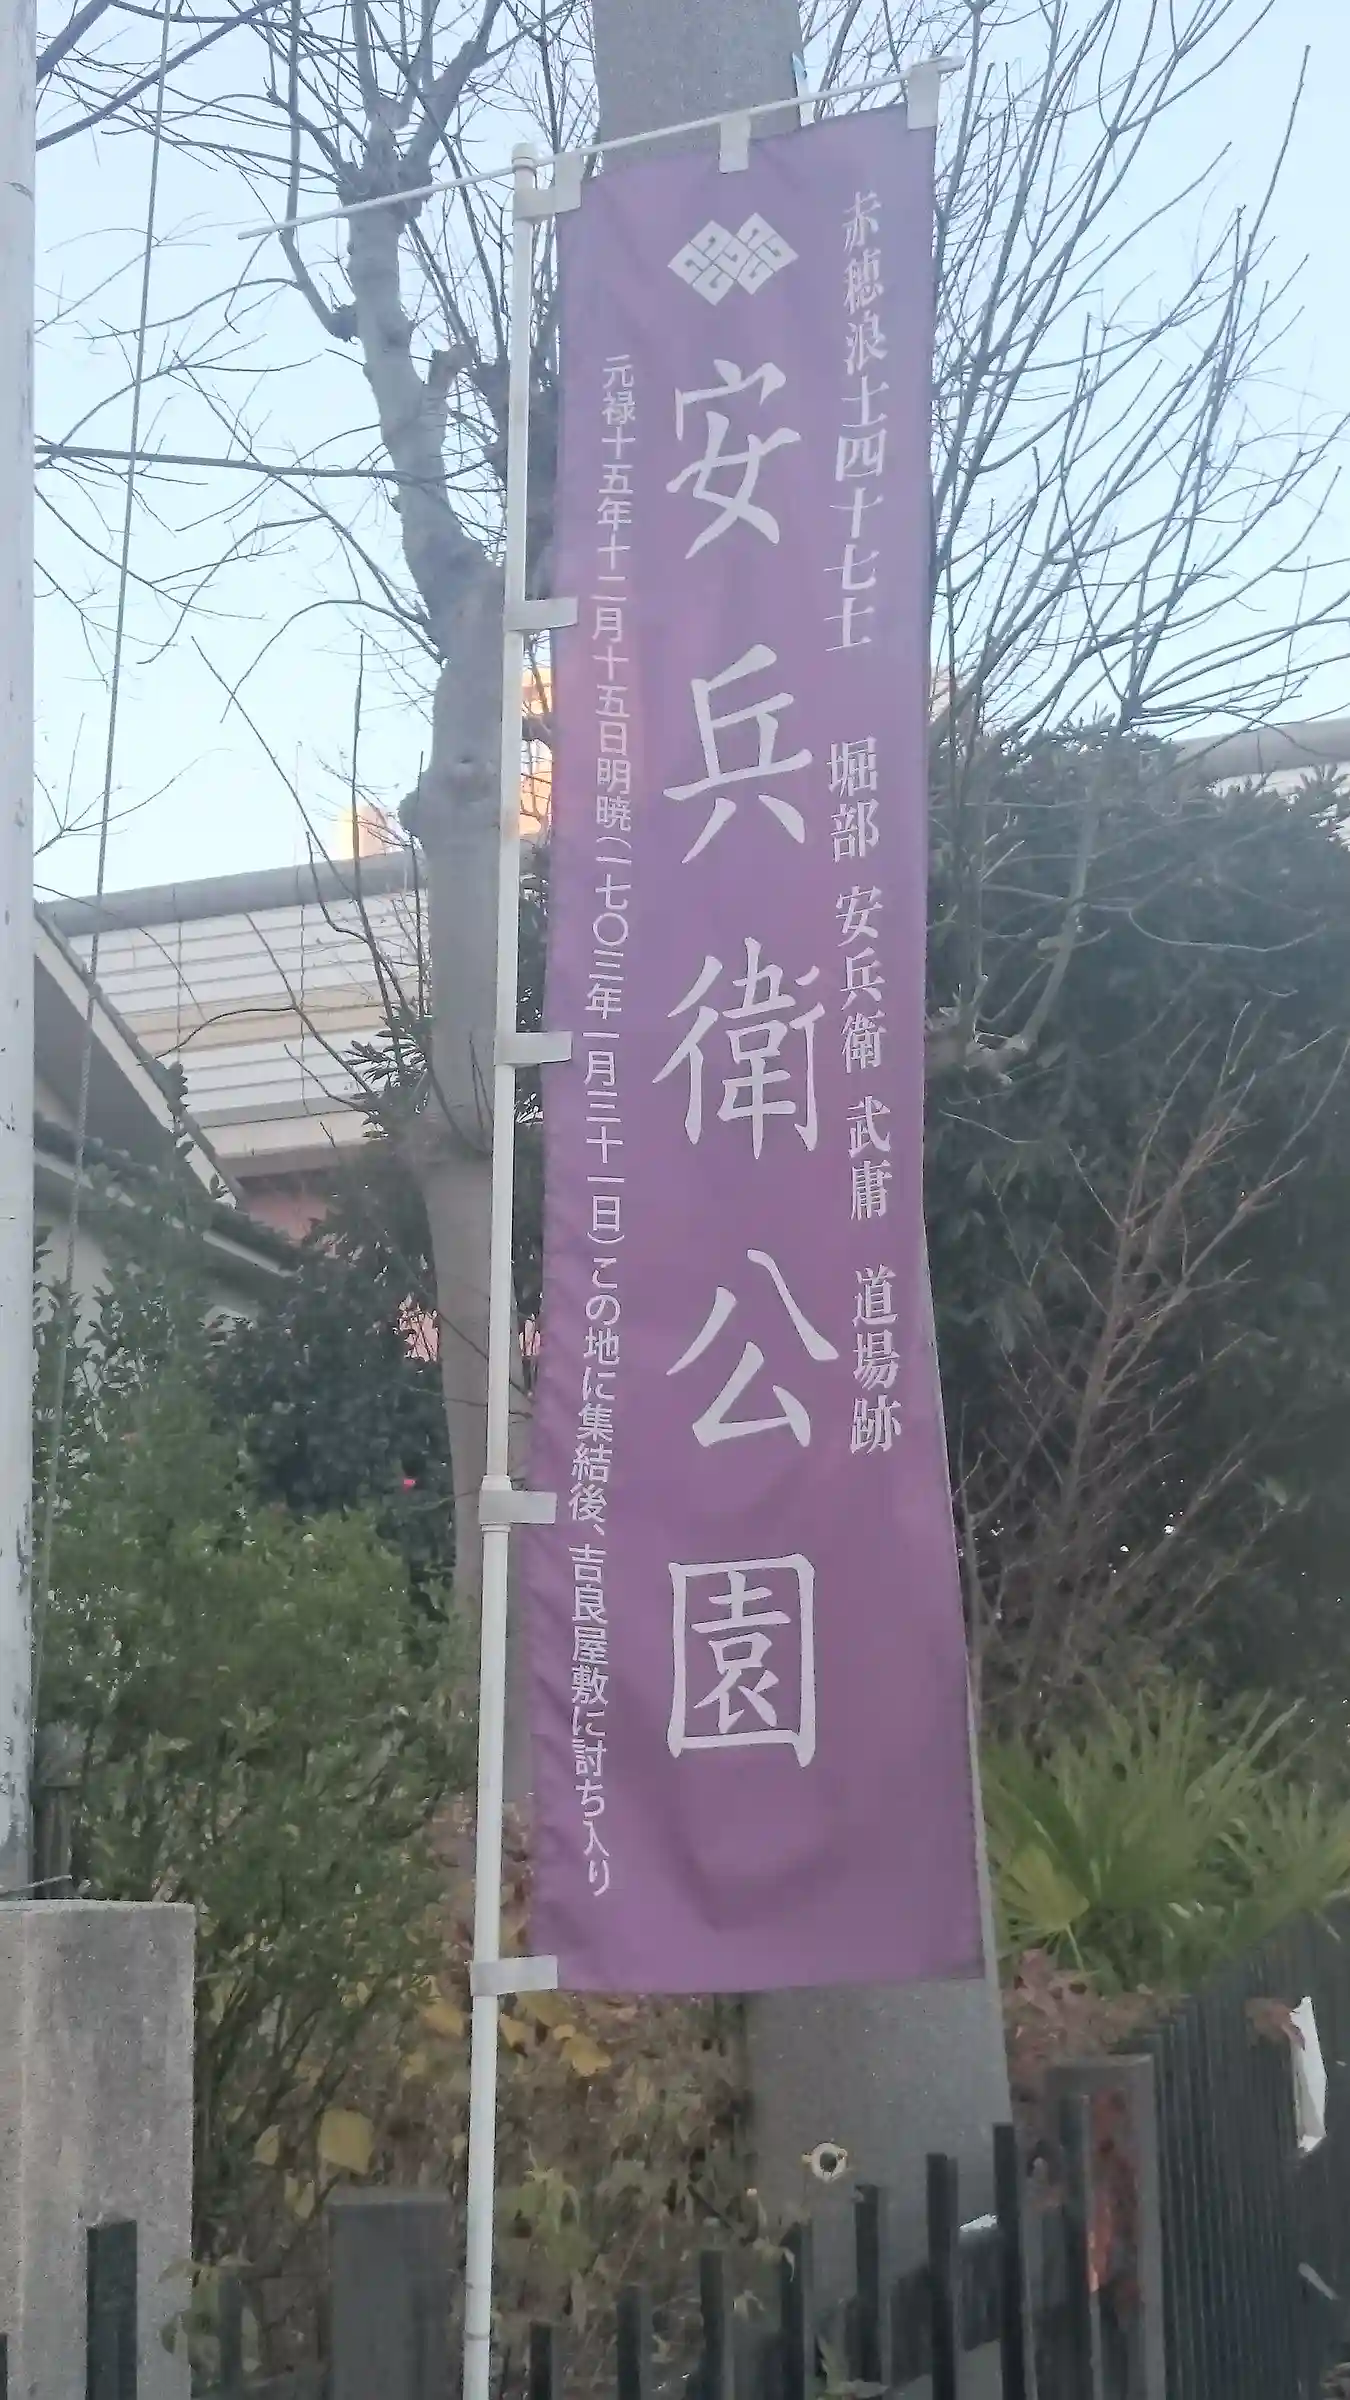 赤穂浪士四十七士 堀部 安兵衛 武庸 道場跡
安兵衛公園
元禄十五年十二月十五日明暁(一七〇三年一月三十一日)この地に集結後、吉良屋敷に討ち入り